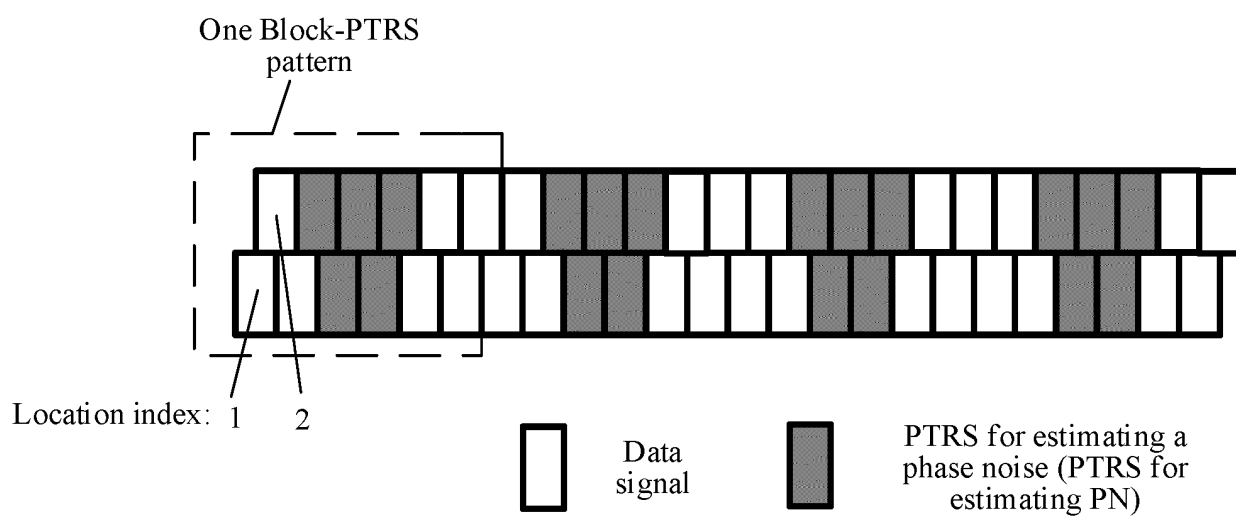 One Block-PTRS
pattern
Location index: 1 2
Data
signal
PTRS for estimating a
phase noise (PTRS for
estimating PN)